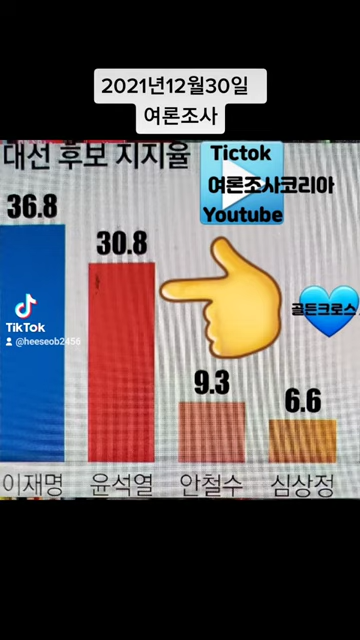 2021년12월30일
여론조사
대선 후보 지지율
Tictok
여론조사코리아
Youtube
36.8
30.8
골든크로스
TikTok
@heeseob2456
9.3
6.6
이재명
윤석열
안철수
심상정